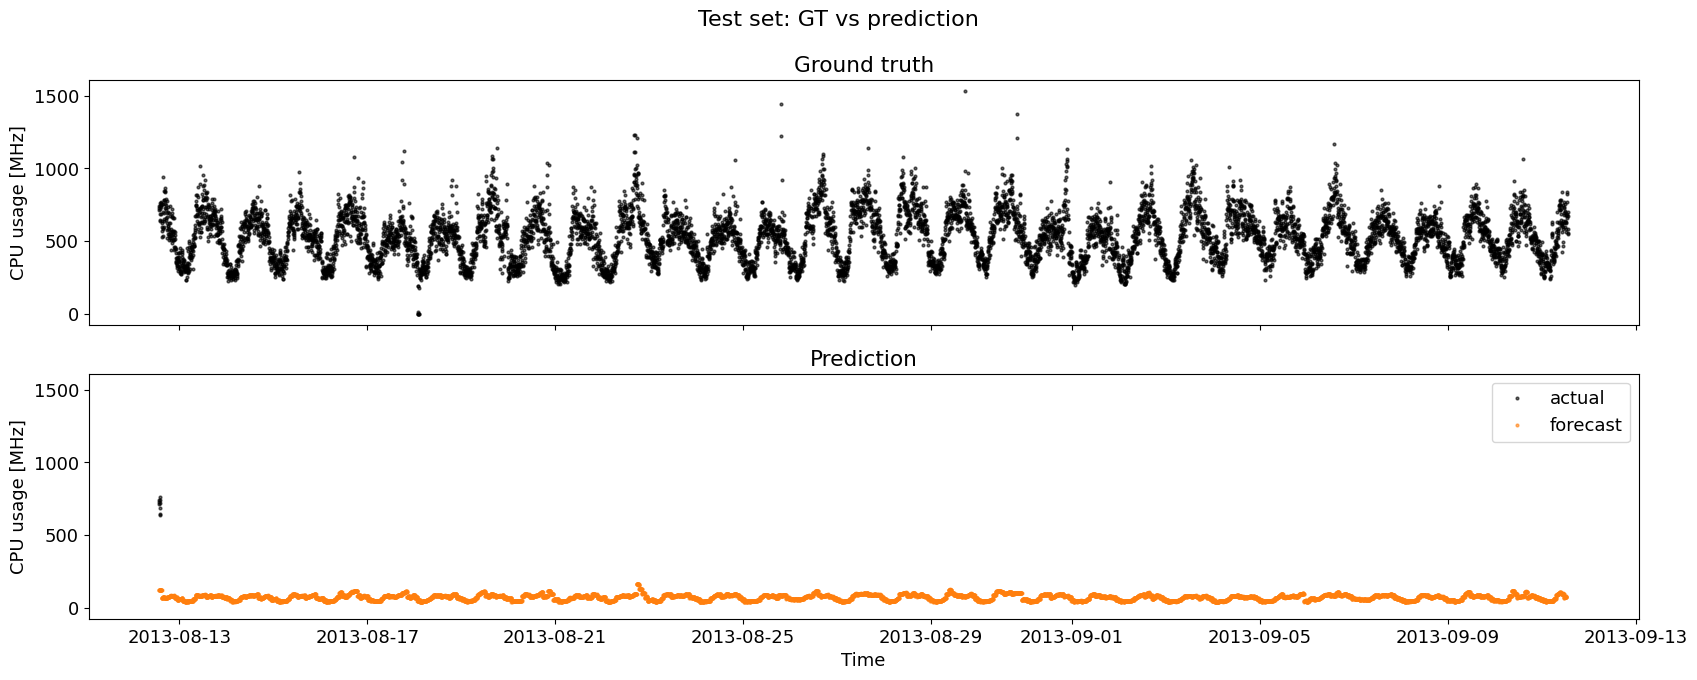 Test set: GT vs prediction
Ground truth
1500
1000
500
0
CPU usage [MHz]
Prediction
1500
1000
500
0
CPU usage [MHz]
actual
forecast
2013-08-13 2013-08-17 2013-08-21 2013-08-25 2013-08-29 2013-09-01 2013-09-05 2013-09-09 2013-09-13
Time